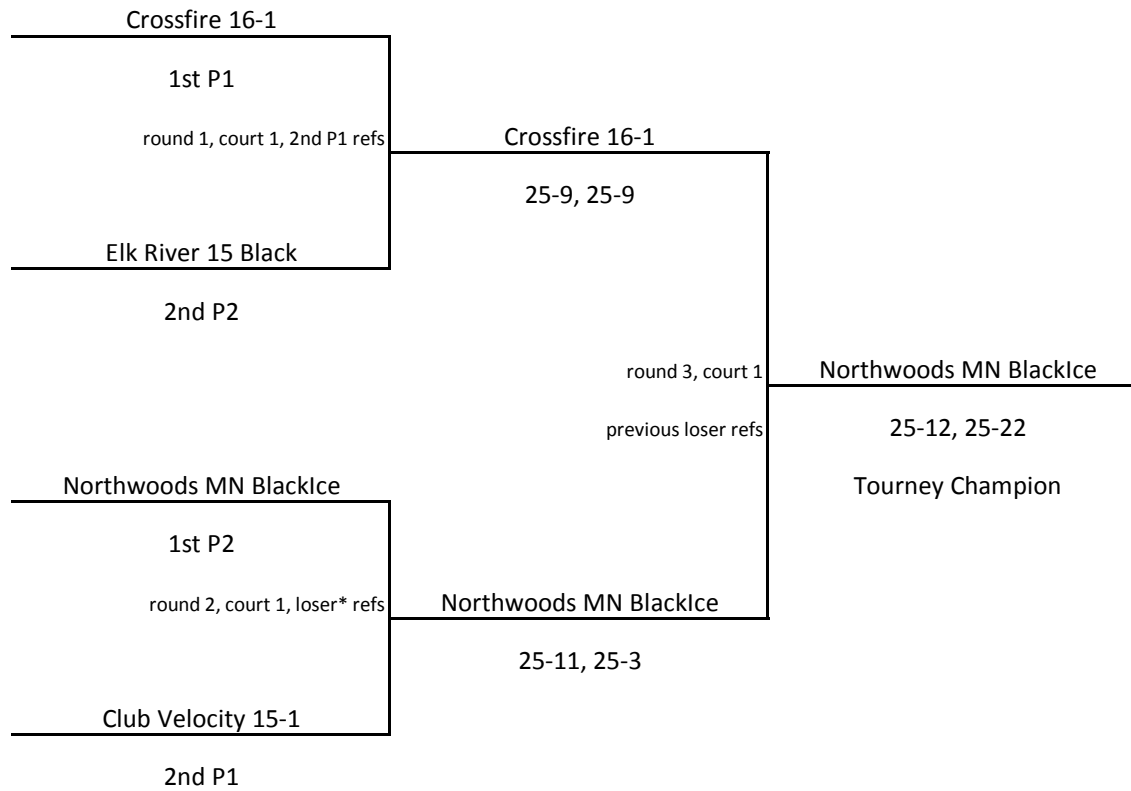 Crossfire 16-1
1st P1
round 1, court 1, 2nd P1 refs
Crossfire 16-1
25-9, 25-9
Elk River 15 Black
2nd P2
round 3, court 1
Northwoods MN BlackIce
previous loser refs
25-12, 25-22
Northwoods MN BlackIce
Tourney Champion
1st P2
round 2, court 1, loser* refs
Northwoods MN BlackIce
25-11, 25-3
Club Velocity 15-1
2nd P1